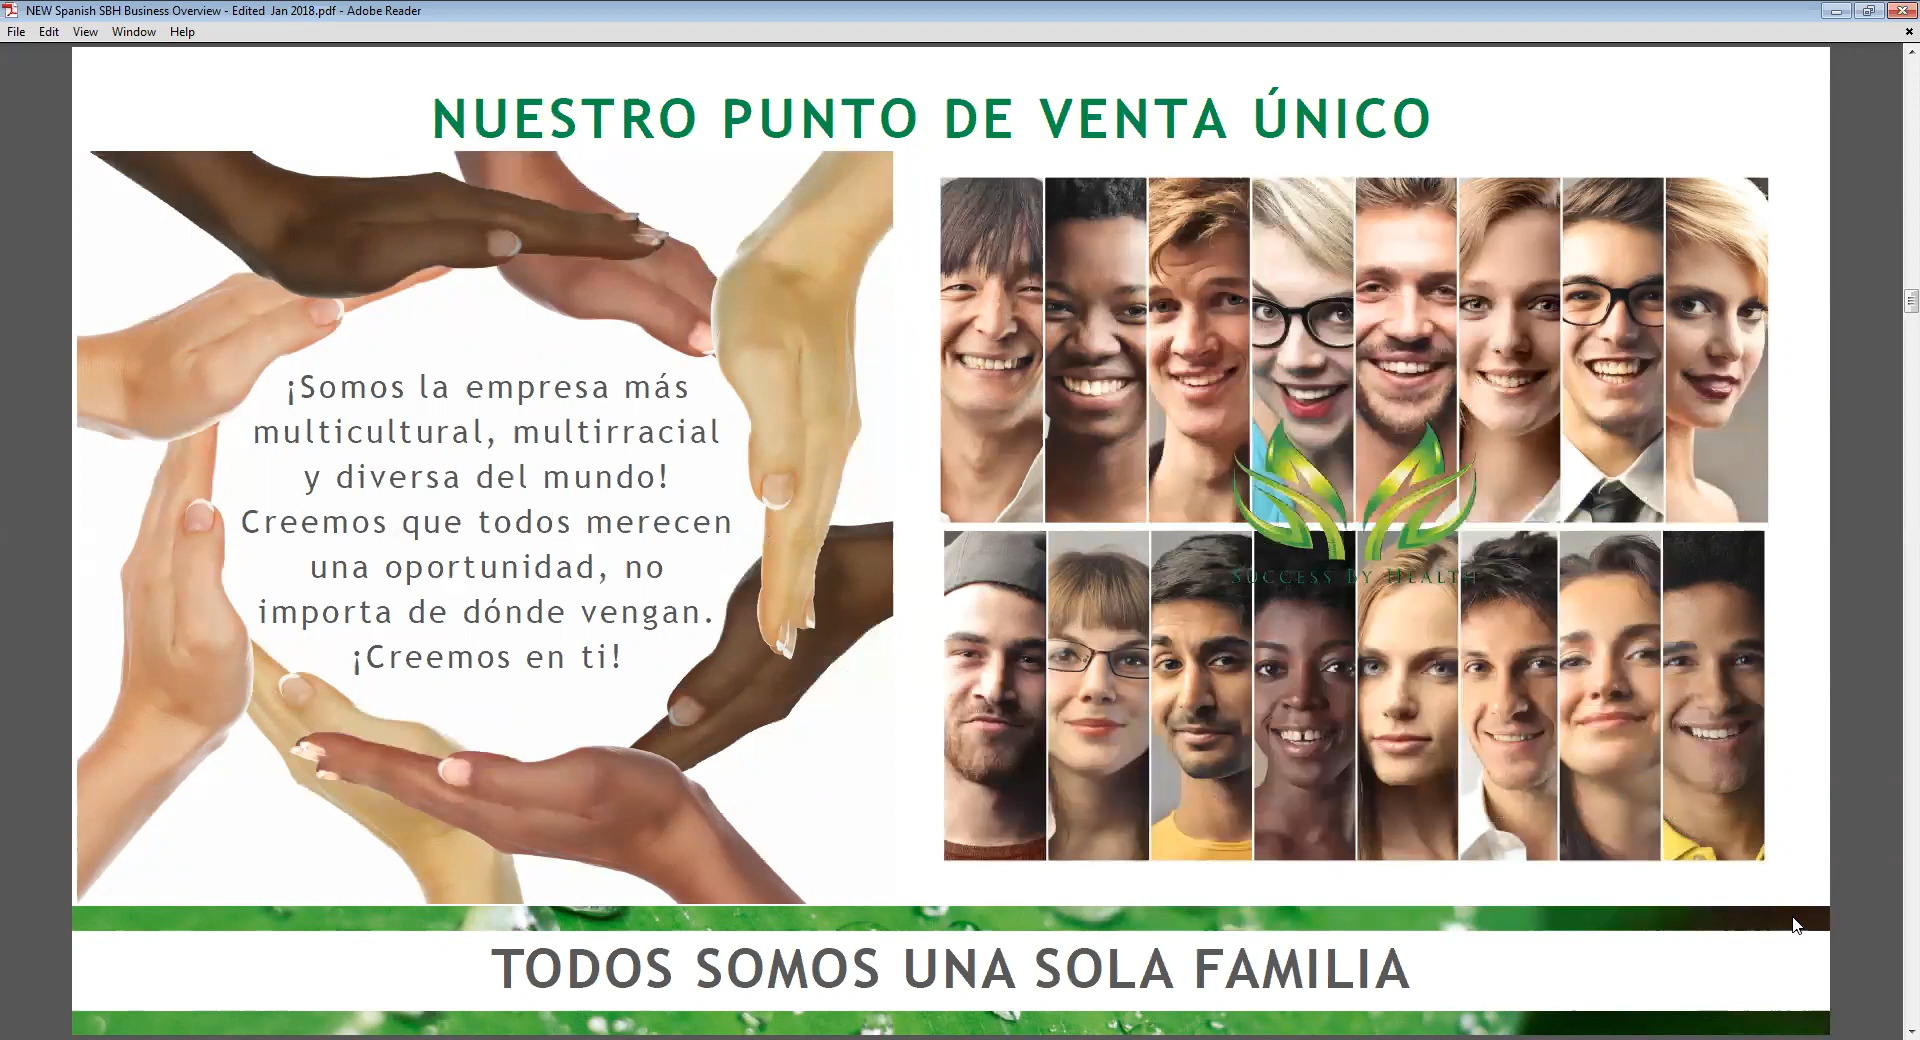 NEW Spanish SBH Business Overview - Edited  Jan 2018.pdf - Adobe Reader
File Edit View Window Help
NUESTRO PUNTO DE VENTA ÚNICO
¡Somos la empresa más
multicultural, multirracial
y diversa del mundo!
Creemos que todos merecen
una oportunidad, no
importa de dónde vengan.
¡Creemos en ti!
SUCCESS BY HEALTH
TODOS SOMOS UNA SOLA FAMILIA